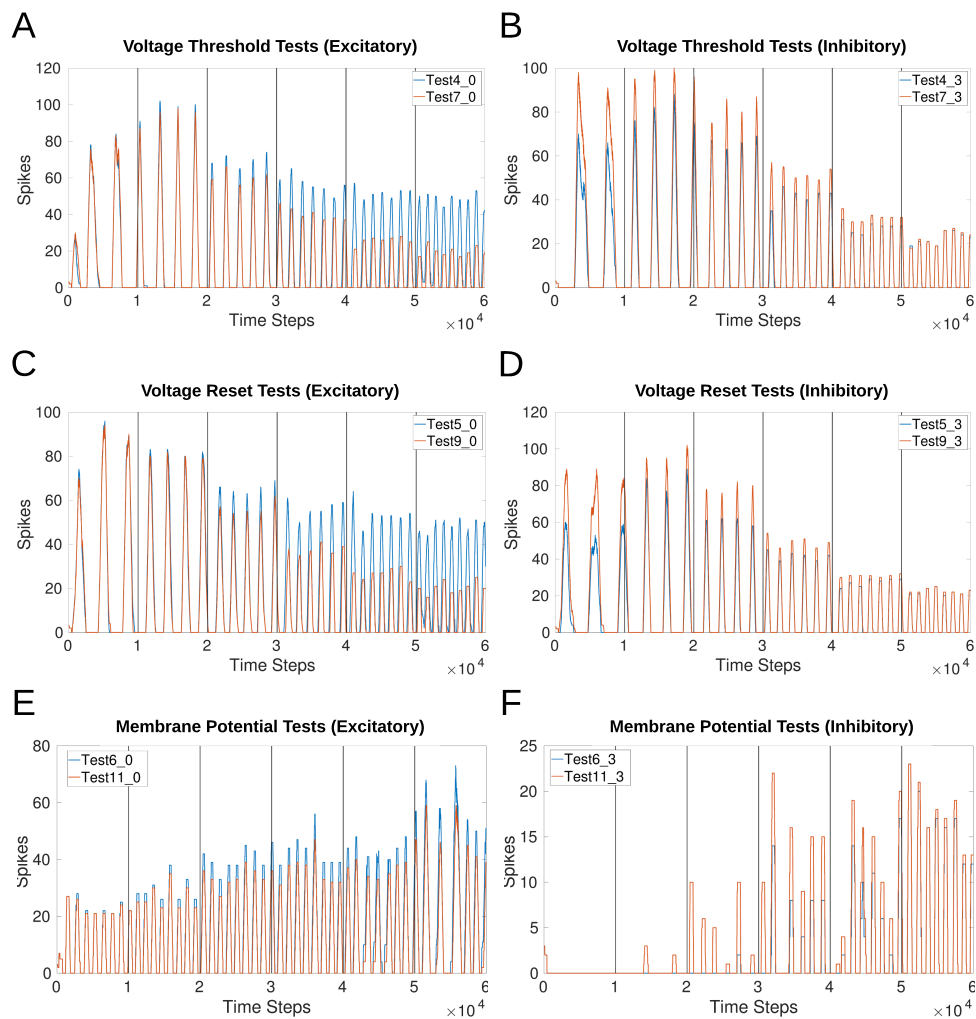 A
Voltage Threshold Tests (Excitatory)
120
100
80
60
40
20
0
Spikes
Test4_0
Test7_0
0 1 2 3 4 5 6
Time Steps
×10^4
B
Voltage Threshold Tests (Inhibitory)
100
80
60
40
20
0
Spikes
Test4_3
Test7_3
0 1 2 3 4 5 6
Time Steps
×10^4
C
Voltage Reset Tests (Excitatory)
100
80
60
40
20
0
Spikes
Test5_0
Test9_0
0 1 2 3 4 5 6
Time Steps
×10^4
D
Voltage Reset Tests (Inhibitory)
120
100
80
60
40
20
0
Spikes
Test5_3
Test9_3
0 1 2 3 4 5 6
Time Steps
×10^4
E
Membrane Potential Tests (Excitatory)
80
60
40
20
0
Spikes
Test6_0
Test11_0
0 1 2 3 4 5 6
Time Steps
×10^4
F
Membrane Potential Tests (Inhibitory)
25
20
15
10
5
0
Spikes
Test6_3
Test11_3
0 1 2 3 4 5 6
Time Steps
×10^4